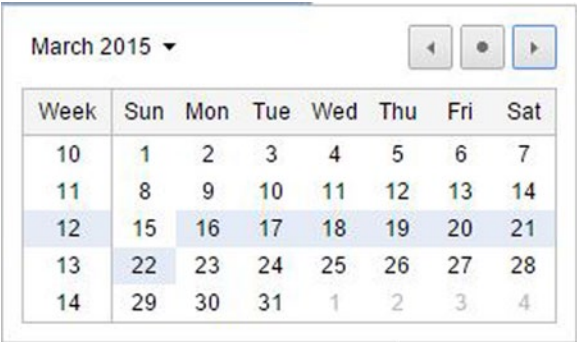 March 2015
Week Sun Mon Tue Wed Thu Fri Sat
10 1 2 3 4 5 6 7
11 8 9 10 11 12 13 14
12 15 16 17 18 19 20 21
13 22 23 24 25 26 27 28
14 29 30 31 1 2 3 4